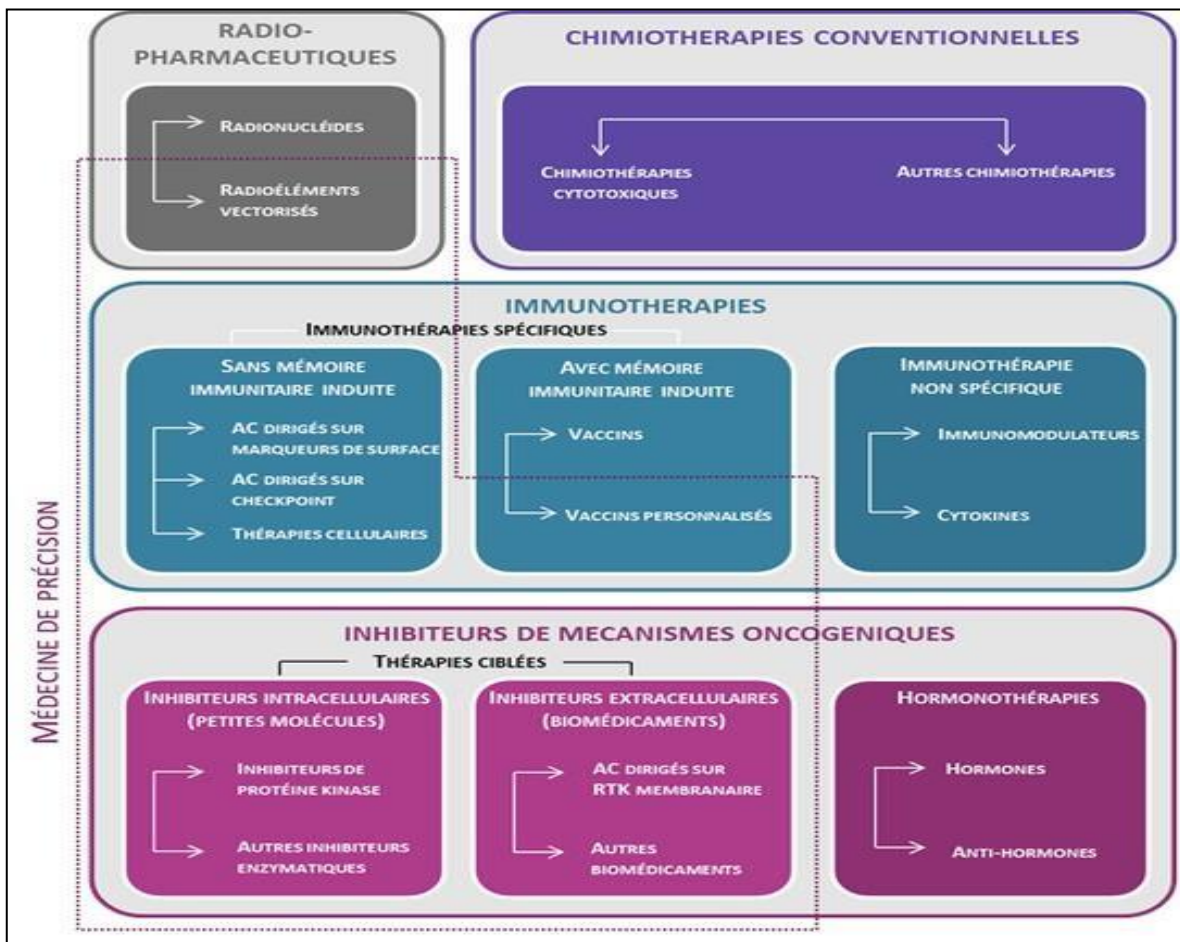 RADIO-
PHARMACEUTIQUES
RADIONUCLÉIDES
RADIOÉLÉMENTS
VECTORISÉS
CHIMIOTHERAPIES CONVENTIONNELLES
CHIMIOTHÉRAPIES
CYTOTOXIQUES
AUTRES CHIMIOTHÉRAPIES
IMMUNOTHERAPIES
IMMUNOTHÉRAPIES SPÉCIFIQUES
SANS MÉMOIRE
IMMUNITAIRE INDUITE
AC DIRIGÉS SUR
MARQUEURS DE SURFACE
AC DIRIGÉS SUR
CHECKPOINT
THÉRAPIES CELLULAIRES
AVEC MÉMOIRE
IMMUNITAIRE INDUITE
VACCINS
VACCINS PERSONNALISÉS
IMMUNOTHÉRAPIE
NON SPÉCIFIQUE
IMMUNOMODULATEURS
CYTOKINES
MÉDECINE DE PRÉCISION
INHIBITEURS DE MECANISMES ONCOGENIQUES
THÉRAPIES CIBLÉES
INHIBITEURS INTRACELLULAIRES
(PETITES MOLÉCULES)
INHIBITEURS DE
PROTÉINE KINASE
AUTRES INHIBITEURS
ENZYMATIQUES
INHIBITEURS EXTRACELLULAIRES
(BIOMÉDICAMENTS)
AC DIRIGÉS SUR
RTK MEMBRANAIRE
AUTRES
BIOMÉDICAMENTS
HORMONOTHÉRAPIES
HORMONES
ANTI-HORMONES